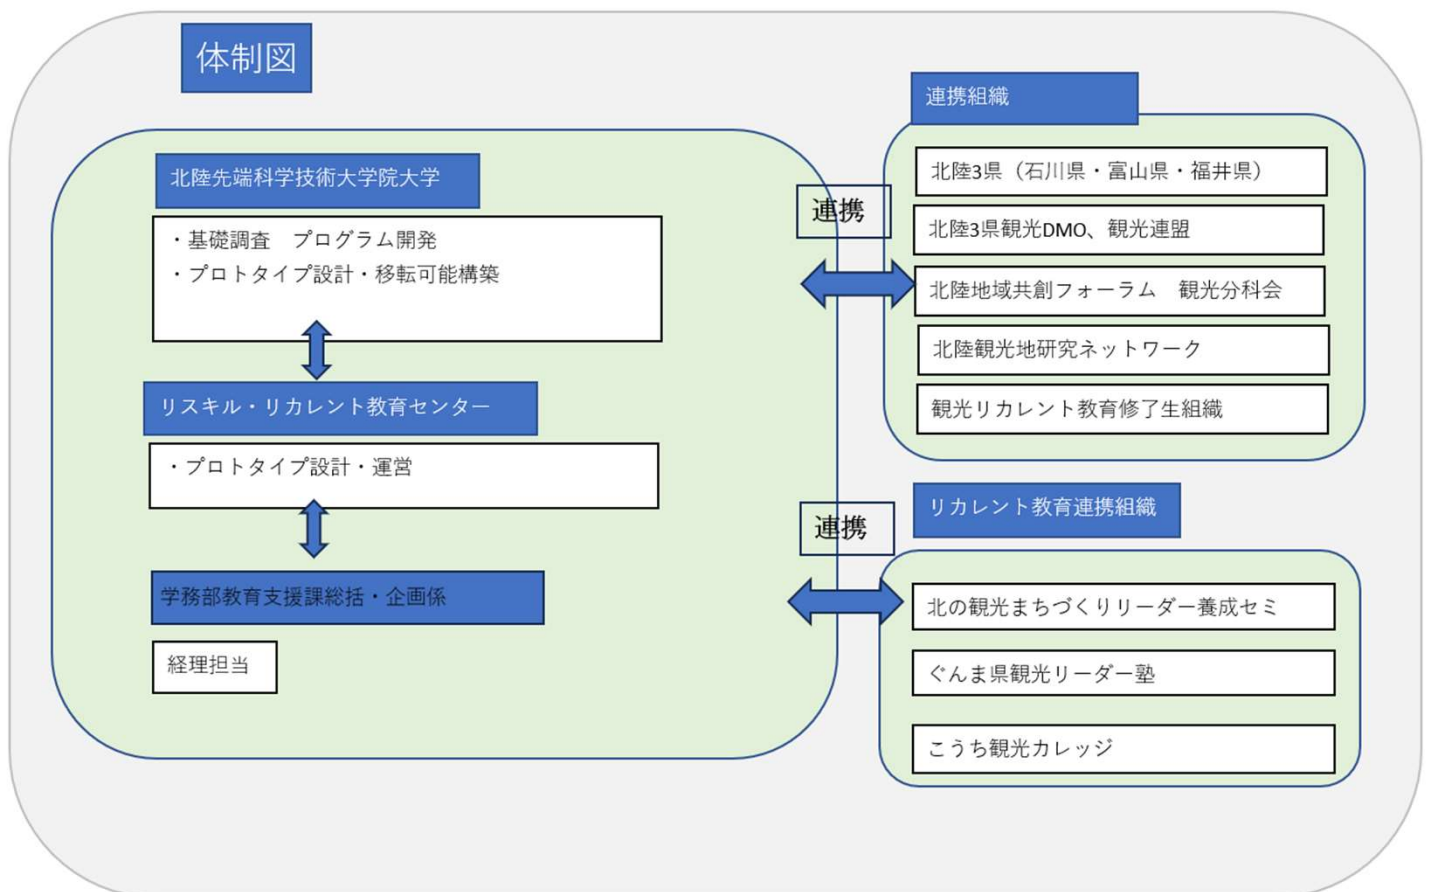 体制図
北陸先端科学技術大学院大学
・基礎調査　プログラム開発
・プロトタイプ設計・移転可能構築
リスキル・リカレント教育センター
・プロトタイプ設計・運営
学務部教育支援課総括・企画係
経理担当
連携
連携組織
北陸3県（石川県・富山県・福井県）
北陸3県観光DMO、観光連盟
北陸地域共創フォーラム　観光分科会
北陸観光地研究ネットワーク
観光リカレント教育修了生組織
連携
リカレント教育連携組織
北の観光まちづくりリーダー養成セミ
ぐんま県観光リーダー塾
こうち観光カレッジ